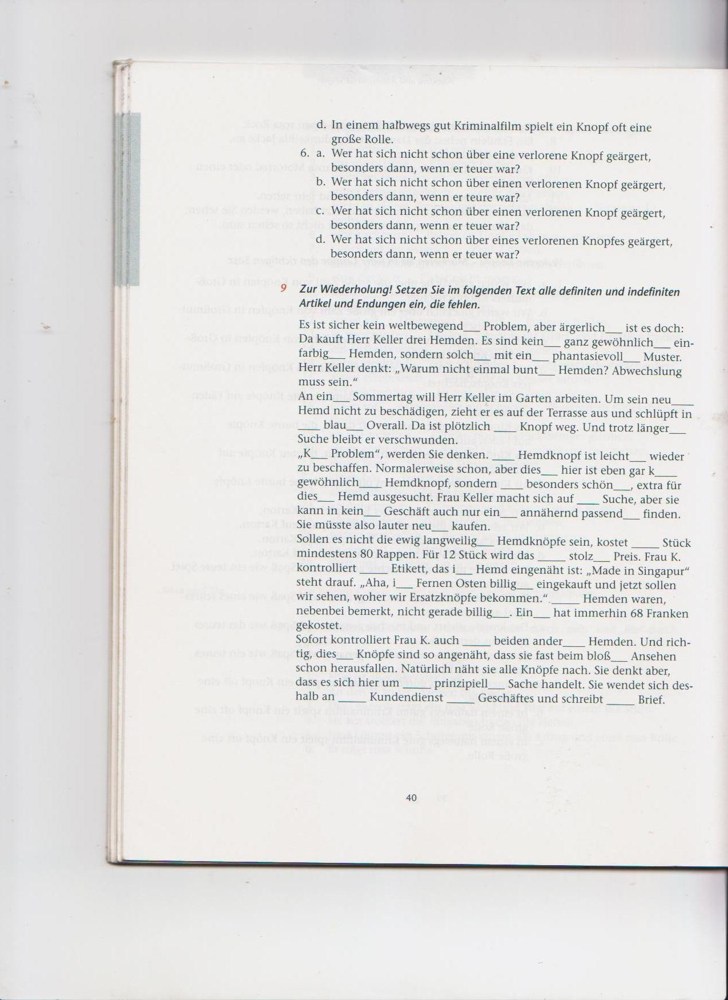 d. In einem halbwegs gut Kriminalfilm spielt ein Knopf oft eine
große Rolle.
6. a. Wer hat sich nicht schon über eine verlorene Knopf geärgert,
besonders dann, wenn er teuer war?
b. Wer hat sich nicht schon über einen verlorenen Knopf geärgert,
besonders dann, wenn er teure war?
c. Wer hat sich nicht schon über einen verlorenen Knopf geärgert,
besonders dann, wenn er teuer war?
d. Wer hat sich nicht schon über eines verlorenen Knopfes geärgert,
besonders dann, wenn er teuer war?
9 Zur Wiederholung! Setzen Sie im folgenden Text alle definiten und indefiniten
Artikel und Endungen ein, die fehlen.
Es ist sicher kein weltbewegend___ Problem, aber ärgerlich___ ist es doch:
Da kauft Herr Keller drei Hemden. Es sind kein___ ganz gewöhnlich___ ein-
farbig___ Hemden, sondern solch___ mit ein___ phantasievoll___ Muster.
Herr Keller denkt: „Warum nicht einmal bunt___ Hemden? Abwechslung
muss sein.“
An ein___ Sommertag will Herr Keller im Garten arbeiten. Um sein neu____
Hemd nicht zu beschädigen, zieht er es auf der Terrasse aus und schlüpft in
____ blau___ Overall. Da ist plötzlich ____ Knopf weg. Und trotz länger___
Suche bleibt er verschwunden.
„K___ Problem“, werden Sie denken. ____ Hemdknopf ist leicht___ wieder
zu beschaffen. Normalerweise schon, aber dies___ hier ist eben gar k____
gewöhnlich____ Hemdknopf, sondern ____ besonders schön___, extra für
dies___ Hemd ausgesucht. Frau Keller macht sich auf ____ Suche, aber sie
kann in kein___ Geschäft auch nur ein___ annähernd passend___ finden.
Sie müsste also lauter neu___ kaufen.
Sollen es nicht die ewig langweilig___ Hemdknöpfe sein, kostet _____ Stück
mindestens 80 Rappen. Für 12 Stück wird das _____ stolz___ Preis. Frau K.
kontrolliert _____ Etikett, das i___ Hemd eingenäht ist: „Made in Singapur“
steht drauf. „Aha, i___ Fernen Osten billig___ eingekauft und jetzt sollen
wir sehen, woher wir Ersatzknöpfe bekommen.“ _____ Hemden waren,
nebenbei bemerkt, nicht gerade billig___. Ein___ hat immerhin 68 Franken
gekostet.
Sofort kontrolliert Frau K. auch _____ beiden ander____ Hemden. Und rich-
tig, dies___ Knöpfe sind so angenäht, dass sie fast beim bloß___ Ansehen
schon herausfallen. Natürlich näht sie alle Knöpfe nach. Sie denkt aber,
dass es sich hier um _____ prinzipiell___ Sache handelt. Sie wendet sich des-
halb an _____ Kundendienst _____ Geschäftes und schreibt _____ Brief.
40